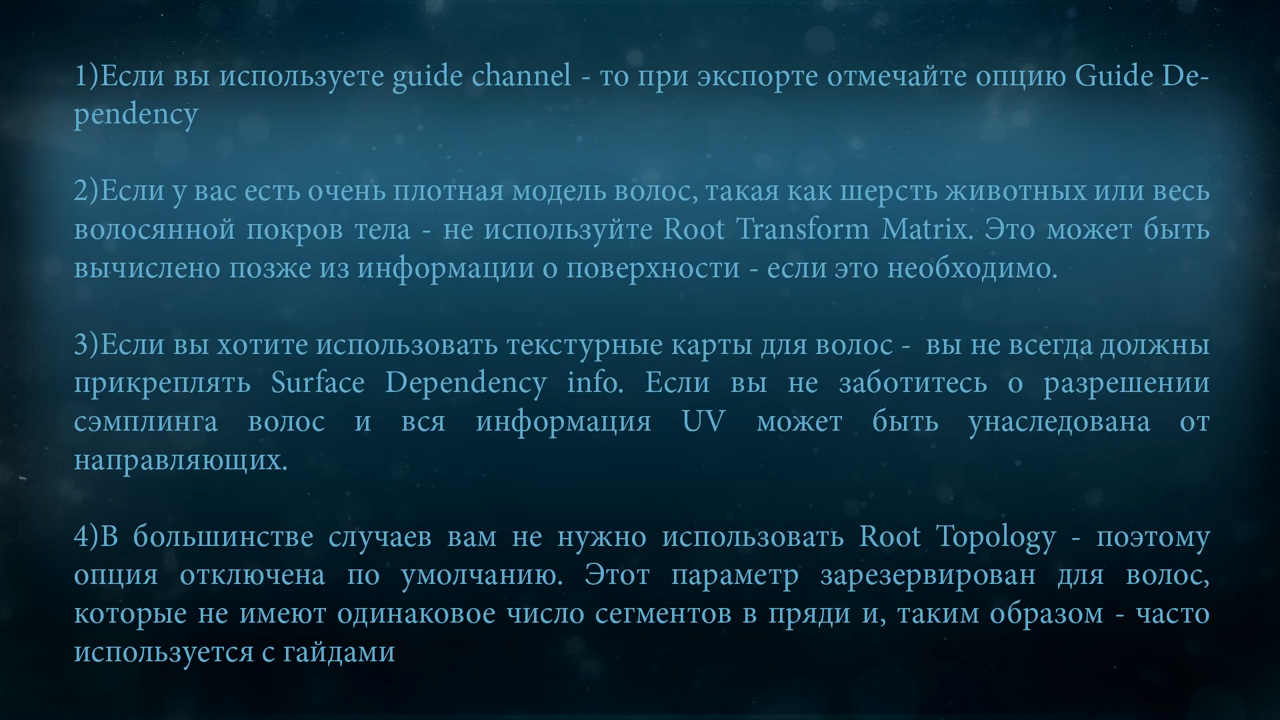 1)Если вы используете guide channel - то при экспорте отмечайте опцию Guide De-
pendency
2)Если у вас есть очень плотная модель волос, такая как шерсть животных или весь
волосянной покров тела - не используйте Root Transform Matrix. Это может быть
вычислено позже из информации о поверхности - если это необходимо.
3)Если вы хотите использовать текстурные карты для волос -  вы не всегда должны
прикреплять Surface Dependency info. Если вы не заботитесь о разрешении
сэмплинга волос и вся информация UV может быть унаследована от
направляющих.
4)В большинстве случаев вам не нужно использовать Root Topology - поэтому
опция отключена по умолчанию. Этот параметр зарезервирован для волос,
которые не имеют одинаковое число сегментов в пряди и, таким образом - часто
используется с гайдами